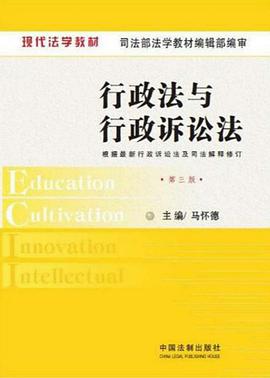 现代法学教材 司法部法学教材编辑部编审
行政法与
行政诉讼法
根据最新行政诉讼法及司法解释修订
·第三版·
Education
Cultivation
Innovation
Intellectual
主编/马怀德
中国法制出版社
CHINA LEGAL PUBLISHING HOUSE